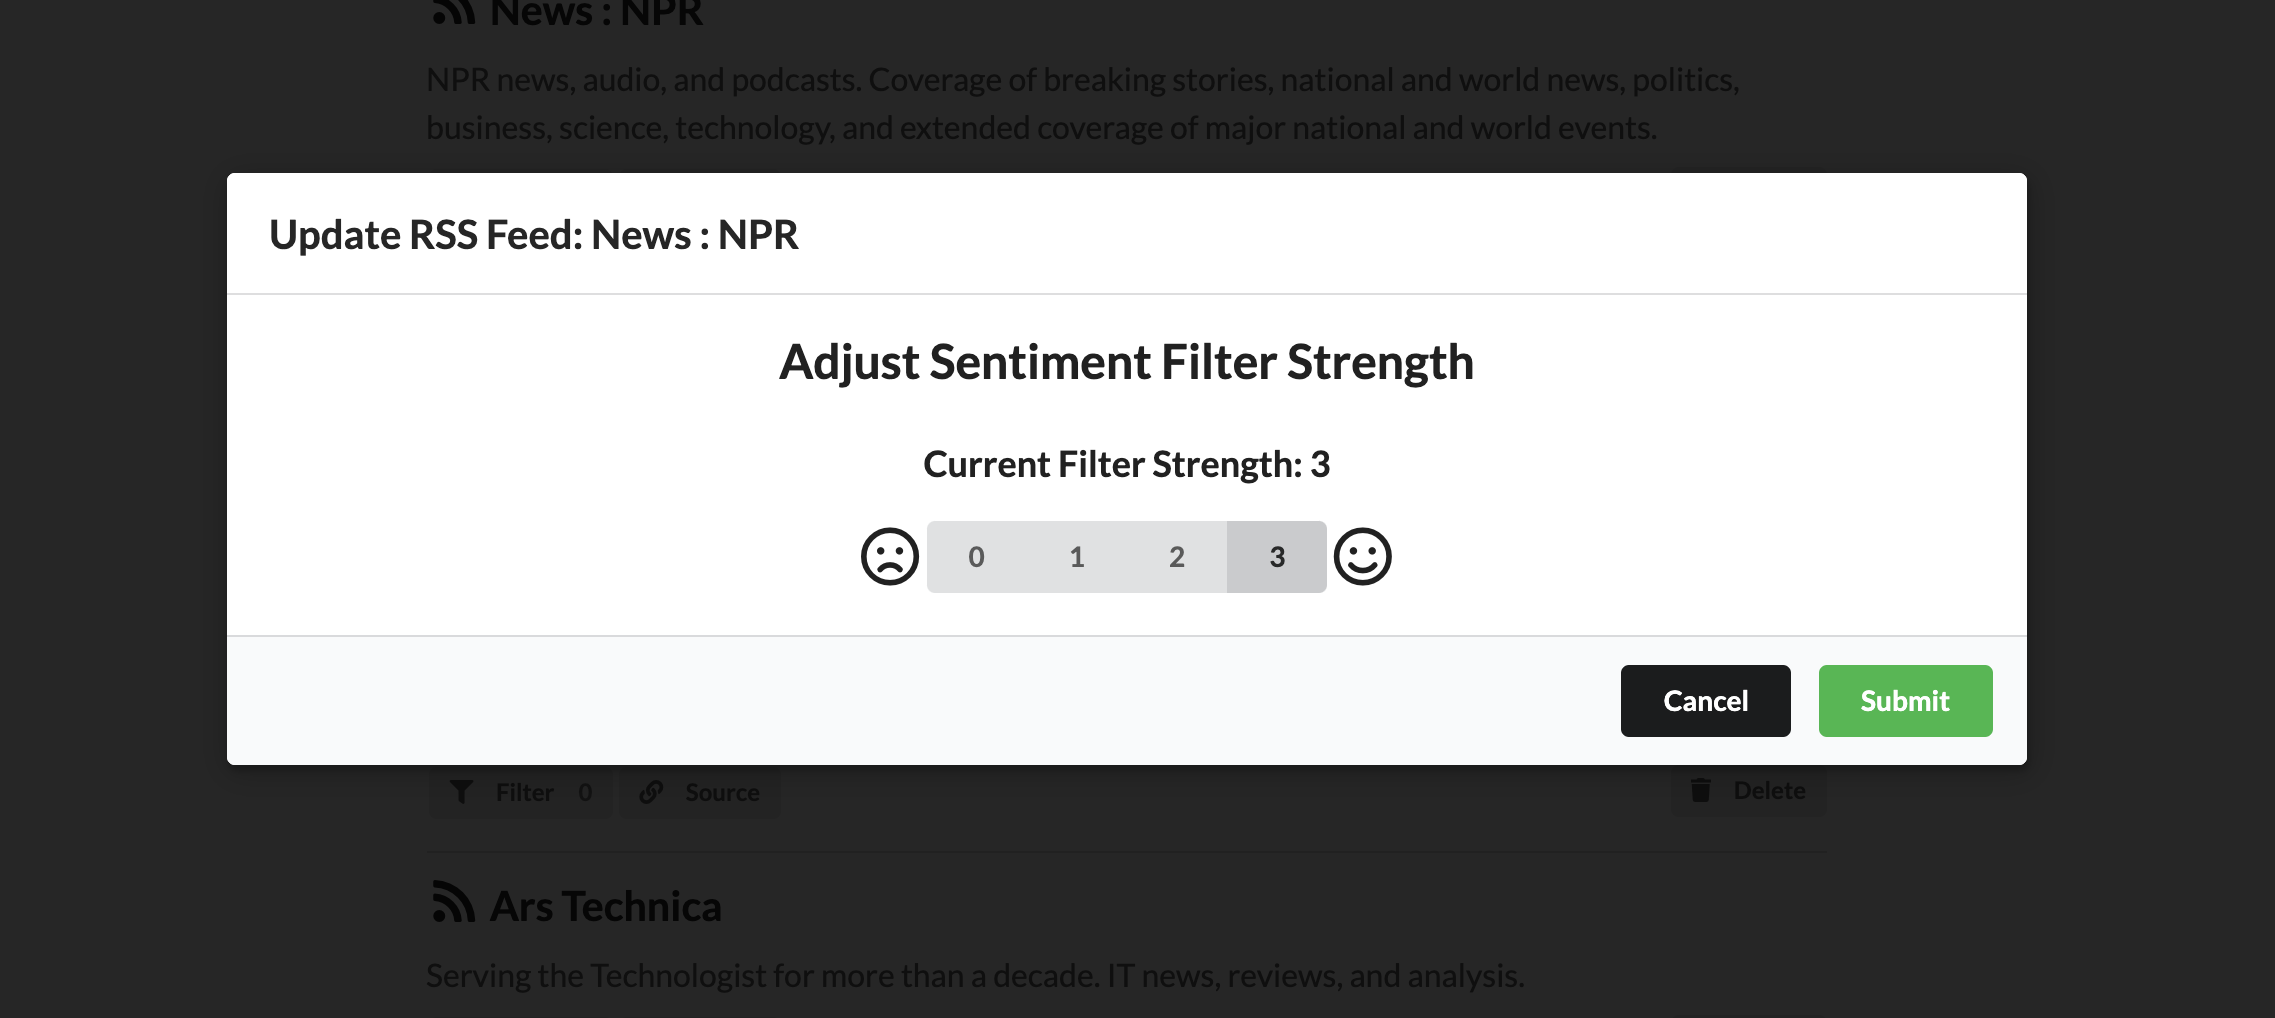 News : NPR
NPR news, audio, and podcasts. Coverage of breaking stories, national and world news, politics,
business, science, technology, and extended coverage of major national and world events.
Update RSS Feed: News : NPR
Adjust Sentiment Filter Strength
Current Filter Strength: 3
0 1 2 3
Cancel Submit
Filter 0 Source Delete
Ars Technica
Serving the Technologist for more than a decade. IT news, reviews, and analysis.